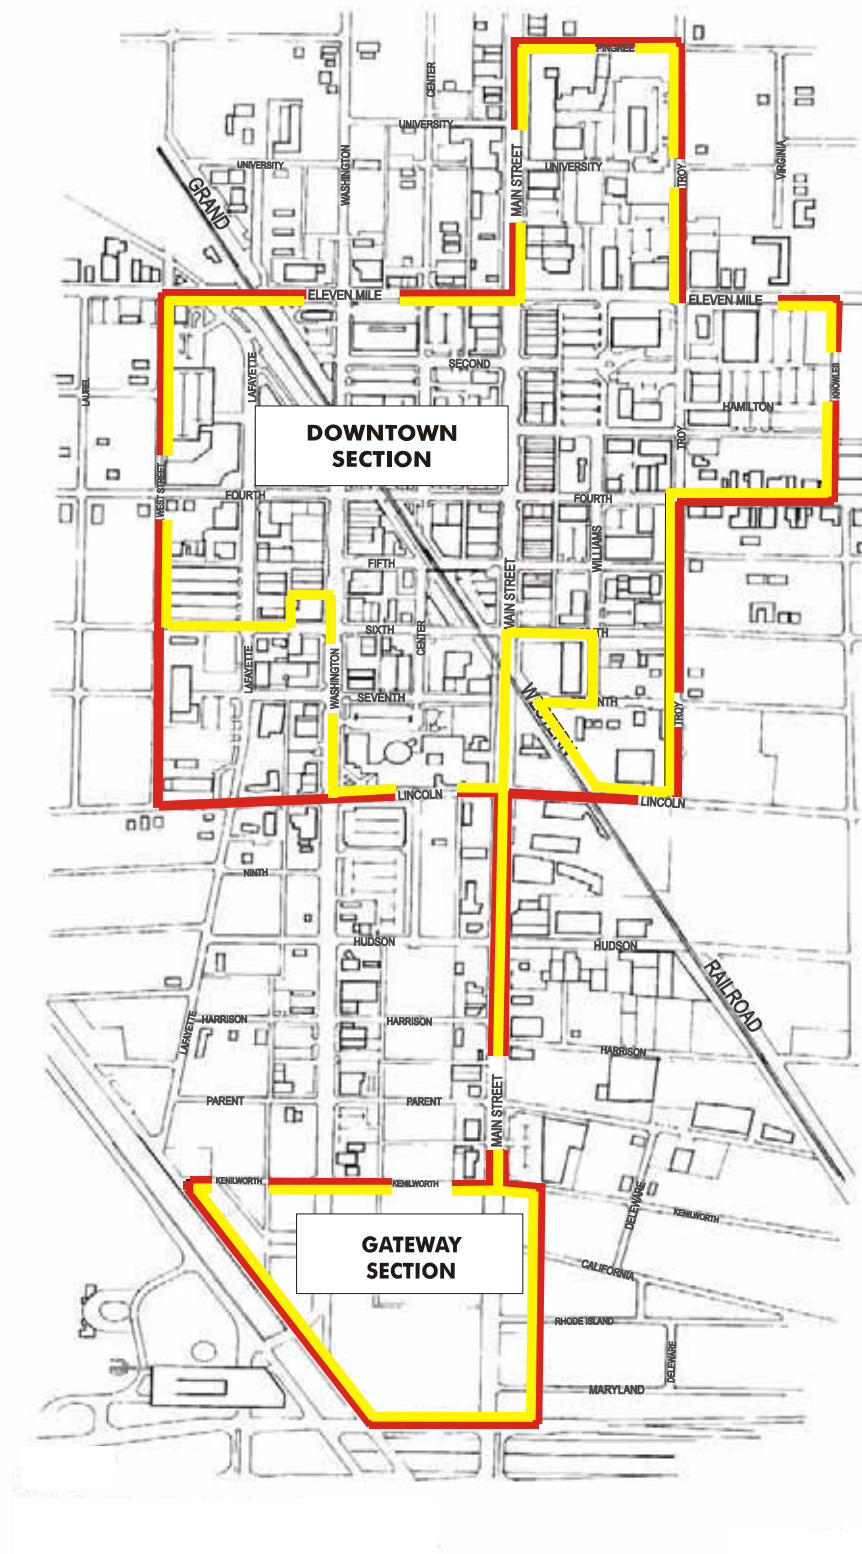 PINGREE
CENTER
UNIVERSITY
WASHINGTON
MAIN STREET
UNIVERSITY
UNIVERSITY
TROY
VIRGINIA
GRAND
ELEVEN MILE
ELEVEN MILE
LAUREL
LAFAYETTE
SECOND
KNOWLES
HAMILTON
DOWNTOWN
SECTION
TROY
WEST STREET
FOURTH
FOURTH
WILLIAMS
FIFTH
MAIN STREET
SIXTH
CENTER
TH
LAFAYETTE
WASHINGTON
SEVENTH
WESTERN
NTH
TROY
LINCOLN
LINCOLN
NINTH
HUDSON
HUDSON
RAILROAD
LAFAYETTE
HARRISON
HARRISON
HARRISON
MAIN STREET
PARENT
PARENT
KENILWORTH
KENILWORTH
DELEWARE
KENILWORTH
GATEWAY
SECTION
CALIFORNIA
RHODE ISLAND
DELEWARE
MARYLAND